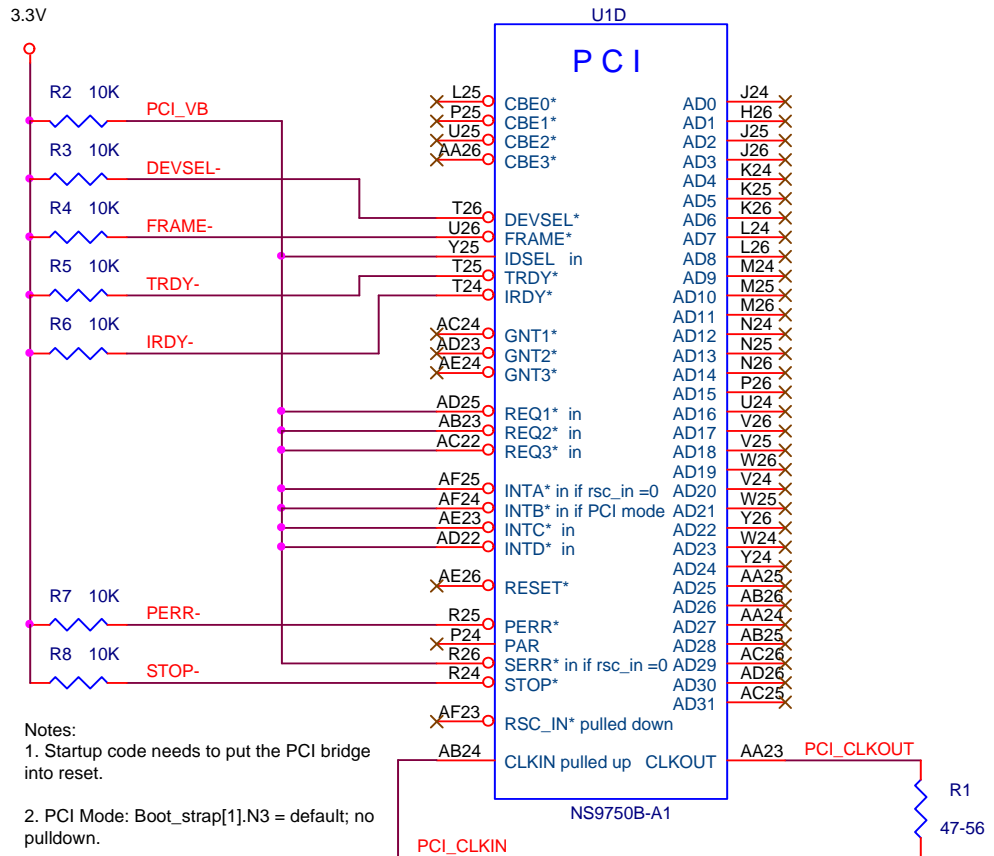 3.3V
U1D
P C I
R2 10K
PCI_VB
R3 10K
DEVSEL-
R4 10K
FRAME-
R5 10K
TRDY-
R6 10K
IRDY-
R7 10K
PERR-
R8 10K
STOP-
L25 CBE0*
P25 CBE1*
U25 CBE2*
AA26 CBE3*
T26 DEVSEL*
U26 FRAME*
Y25 IDSEL in
T25 TRDY*
T24 IRDY*
AC24 GNT1*
AD23 GNT2*
AE24 GNT3*
AD25 REQ1* in
AB23 REQ2* in
AC22 REQ3* in
AF25 INTA* in if rsc_in =0
AF24 INTB* in if PCI mode
AE23 INTC* in
AD22 INTD* in
AE26 RESET*
R25 PERR*
P24 PAR
R26 SERR* in if rsc_in =0
R24 STOP*
AF23 RSC_IN* pulled down
AB24 CLKIN pulled up
AD0 J24
AD1 H26
AD2 J25
AD3 J26
AD4 K24
AD5 K25
AD6 K26
AD7 L24
AD8 L26
AD9 M24
AD10 M25
AD11 M26
AD12 N24
AD13 N25
AD14 N26
AD15 P26
AD16 U24
AD17 V26
AD18 V25
AD19 W26
AD20 V24
AD21 W25
AD22 Y26
AD23 W24
AD24 Y24
AD25 AA25
AD26 AB26
AD27 AA24
AD28 AB25
AD29 AC26
AD30 AD26
AD31 AC25
CLKOUT AA23
PCI_CLKOUT
R1
47-56
NS9750B-A1
PCI_CLKIN
Notes:
1. Startup code needs to put the PCI bridge
into reset.
2. PCI Mode: Boot_strap[1].N3 = default; no
pulldown.